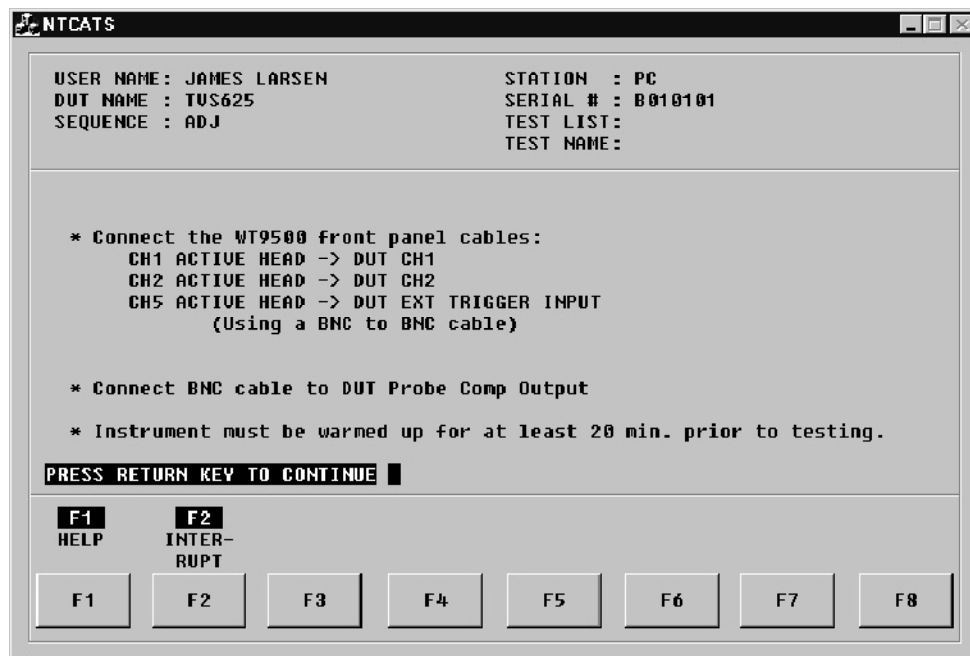 NTCATS
USER NAME: JAMES LARSEN
DUT NAME : TVS625
SEQUENCE : ADJ
STATION : PC
SERIAL # : B010101
TEST LIST:
TEST NAME:
* Connect the WT9500 front panel cables:
CH1 ACTIVE HEAD -> DUT CH1
CH2 ACTIVE HEAD -> DUT CH2
CH5 ACTIVE HEAD -> DUT EXT TRIGGER INPUT
(Using a BNC to BNC cable)
* Connect BNC cable to DUT Probe Comp Output
* Instrument must be warmed up for at least 20 min. prior to testing.
PRESS RETURN KEY TO CONTINUE
F1 F2
HELP INTER-
RUPT
F1 F2 F3 F4 F5 F6 F7 F8